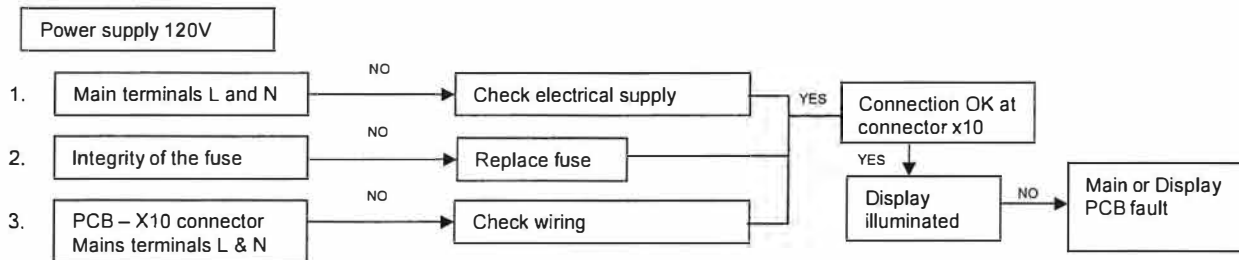 Power supply 120V
1. Main terminals L and N
NO
Check electrical supply
YES
Connection OK at
connector x10
2. Integrity of the fuse
NO
Replace fuse
YES
3. PCB – X10 connector
Mains terminals L & N
NO
Check wiring
Display
illuminated
NO
Main or Display
PCB fault